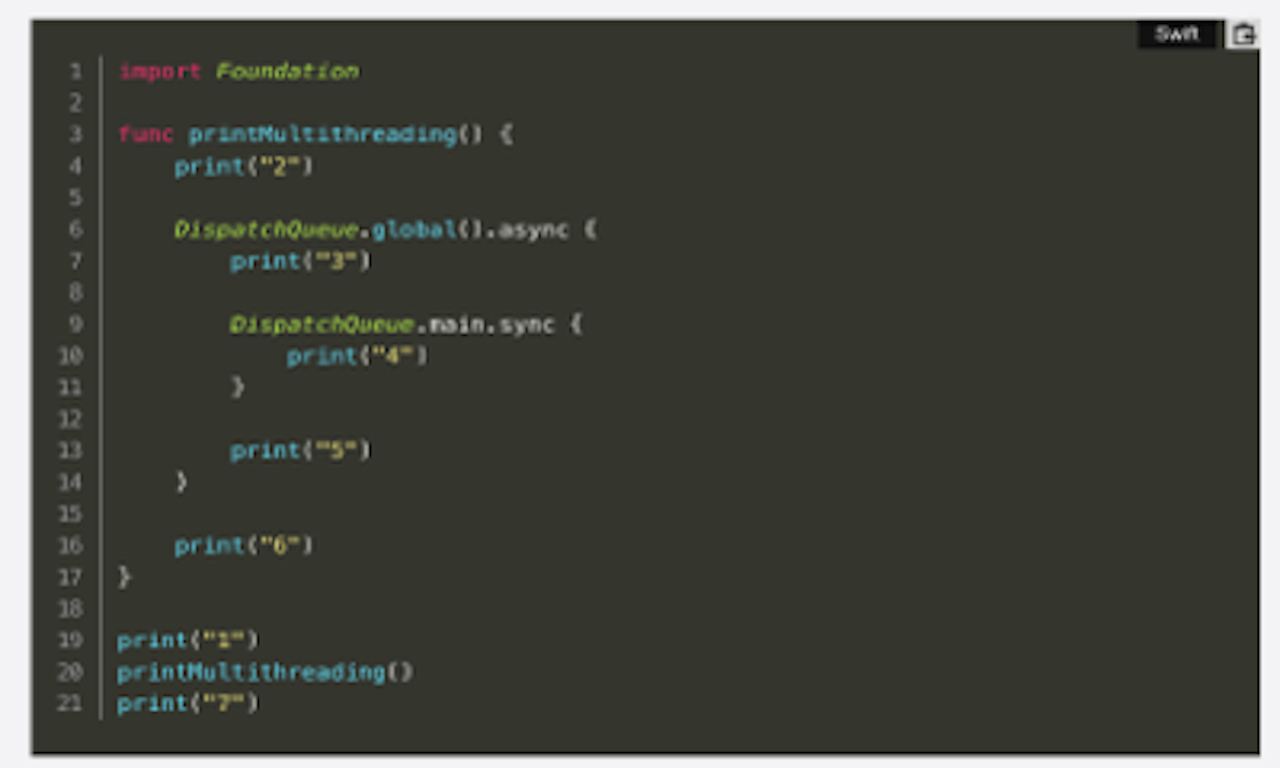 Swift
1 import Foundation
2
3 func printMultithreading() {
4     print("2")
5
6     DispatchQueue.global().async {
7         print("3")
8
9         DispatchQueue.main.sync {
10             print("4")
11         }
12
13         print("5")
14     }
15
16     print("6")
17 }
18
19 print("1")
20 printMultithreading()
21 print("7")